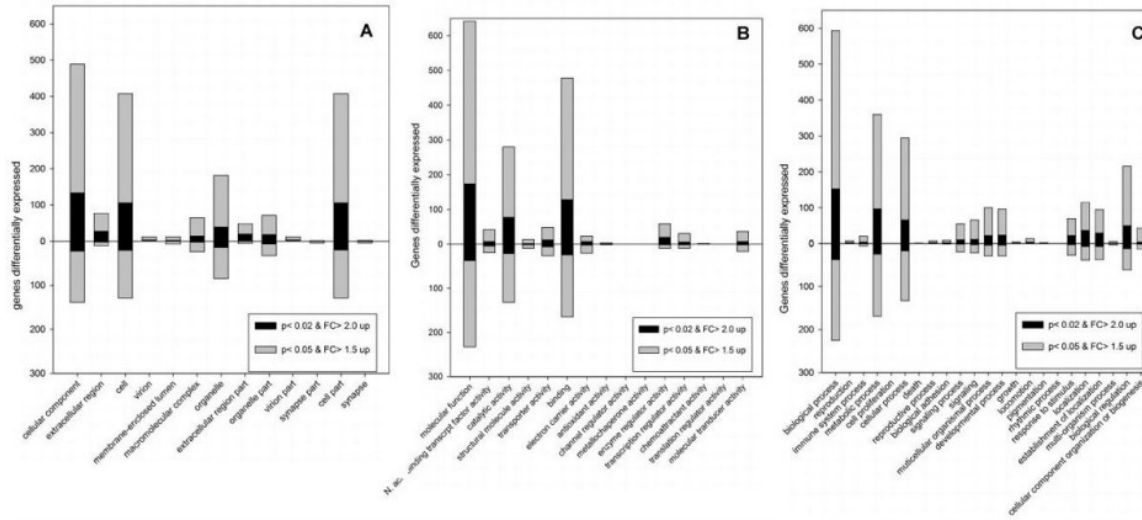 A
genes differentially expressed
600
500
400
300
200
100
0
100
200
300
p< 0.02 & FC> 2.0 up
p< 0.05 & FC> 1.5 up
cellular component
extracellular region
cell
virion
membrane-enclosed lumen
macromolecular complex
organelle
extracellular region part
organelle part
virion part
synapse part
cell part
synapse
B
Genes differentially expressed
600
500
400
300
200
100
0
100
200
300
p< 0.02 & FC> 2.0 up
p< 0.05 & FC> 1.5 up
molecular function
binding transcript factor activity
catalytic activity
structural molecule activity
transporter activity
binding
electron carrier activity
antioxidant activity
channel regulator activity
metallochaperone activity
enzyme regulator activity
transcription regulator activity
chemoattractant activity
translation regulator activity
molecular transducer activity
C
Genes differentially expressed
600
500
400
300
200
100
0
100
200
300
p< 0.02 & FC> 2.0 up
p< 0.05 & FC> 1.5 up
biological process
reproduction
immune system process
metabolic process
cell proliferation
cellular process
death
reproductive process
biological adhesion
signaling process
signaling
muticellular organismal process
developmental process
growth
locomotion
pigmentation
rhythmic process
response to stimulus
localization
establishment of localization
multi-organism process
biological regulation
cellular component organization of biogenesis